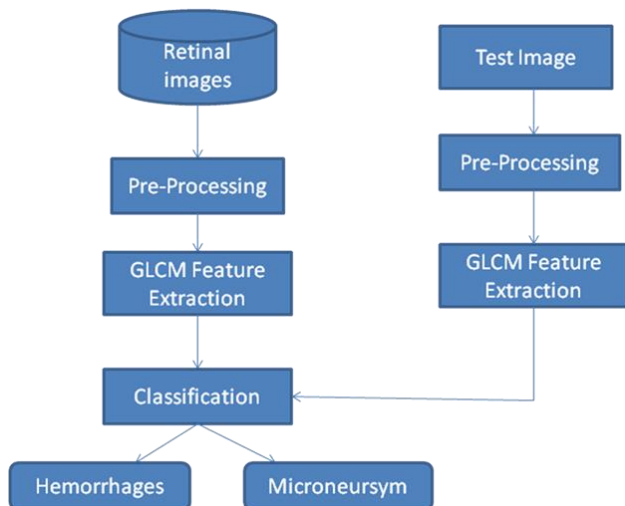 Retinal
images
Pre-Processing
GLCM Feature
Extraction
Test Image
Pre-Processing
GLCM Feature
Extraction
Classification
Hemorrhages
Microneursym